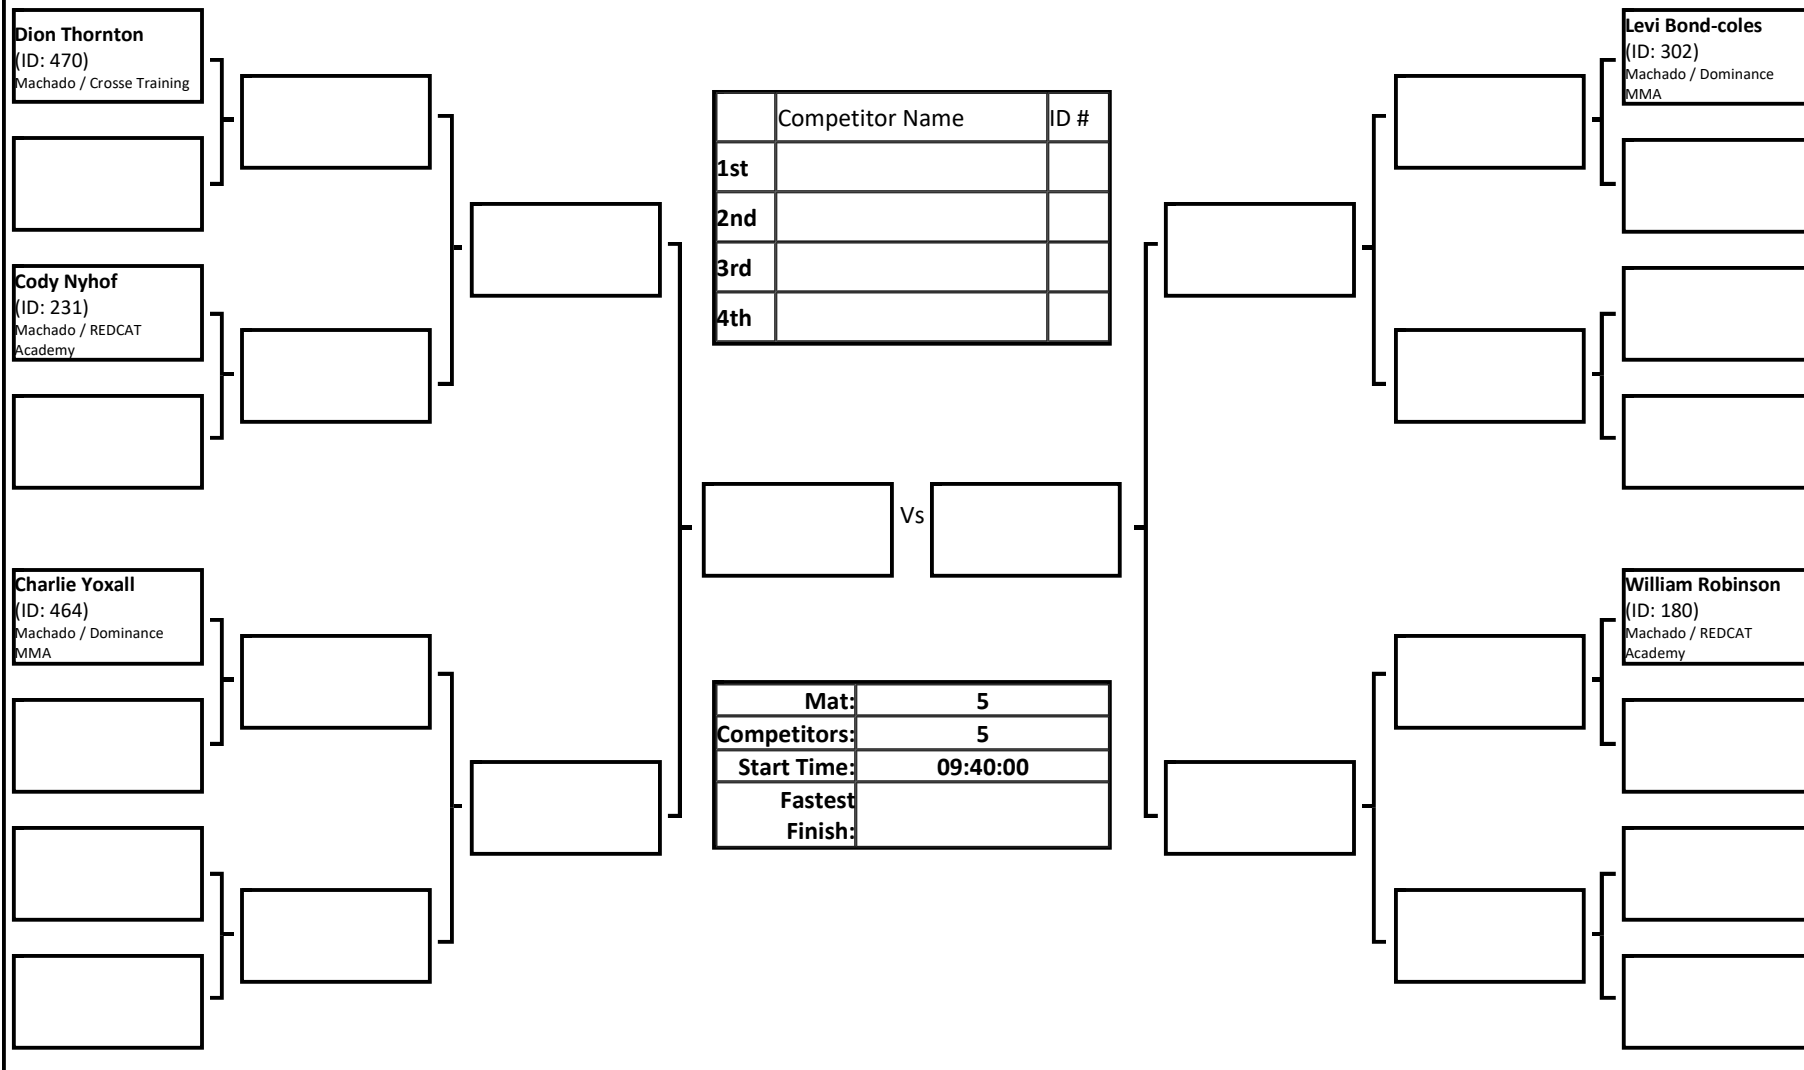 Dion Thornton
(ID: 470)
Machado / Crosse Training
Cody Nyhof
(ID: 231)
Machado / REDCAT
Academy
Charlie Yoxall
(ID: 464)
Machado / Dominance
MMA
Competitor Name ID #
1st
2nd
3rd
4th
Vs
Mat: 5
Competitors: 5
Start Time: 09:40:00
Fastest
Finish:
Levi Bond-coles
(ID: 302)
Machado / Dominance
MMA
William Robinson
(ID: 180)
Machado / REDCAT
Academy